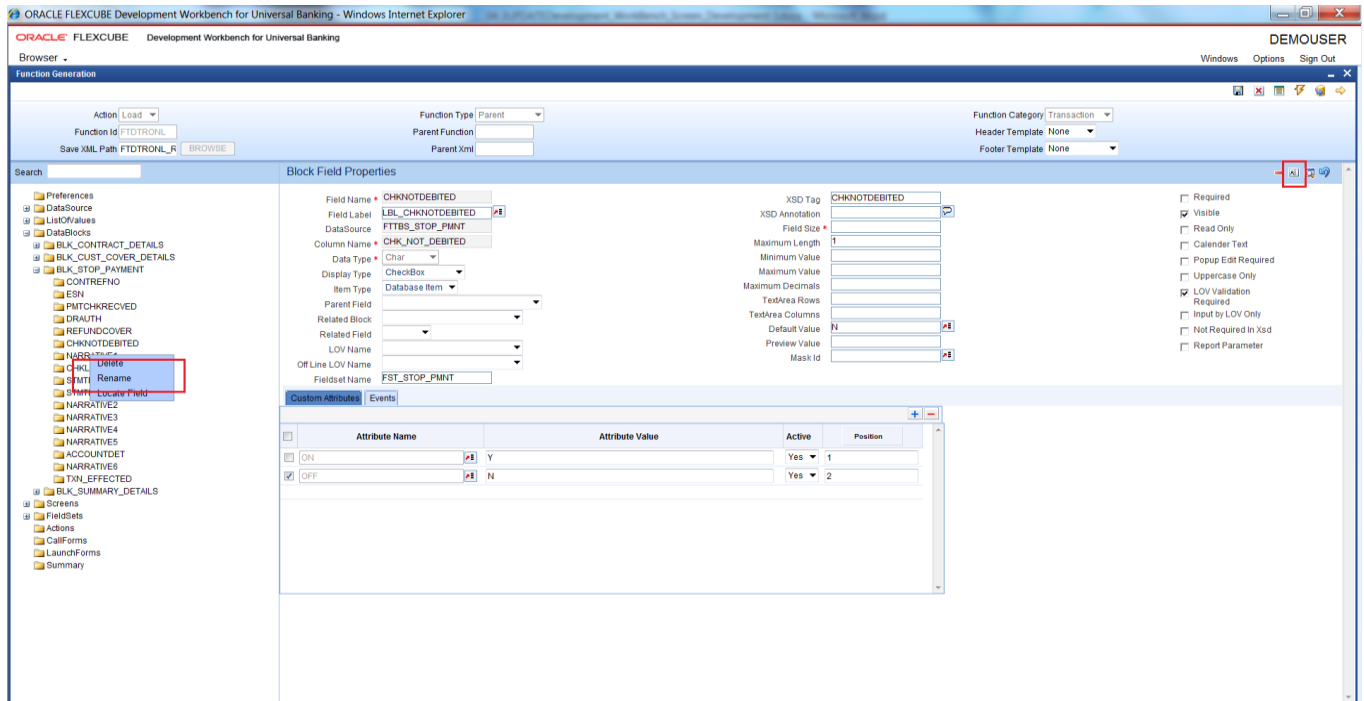 ORACLE FLEXCUBE Development Workbench for Universal Banking - Windows Internet Explorer
ORACLE FLEXCUBE Development Workbench for Universal Banking
DEMOUSER
Browser
Windows Options Sign Out
Function Generation
Action Load
Function Type Parent
Function Category Transaction
Function Id FTDTRONL
Parent Function
Header Template None
Save XML Path FTDTRONL_R BROWSE
Parent Xml
Footer Template None
Search
Preferences
DataSource
ListOfValues
DataBlocks
BLK_CONTRACT_DETAILS
BLK_CUST_COVER_DETAILS
BLK_STOP_PAYMENT
CONTREFNO
ESN
PMTCHKRECVED
DRAUTH
REFUNDCOVER
CHKNOTDEBITED
Delete
Rename
Locate Field
NARRATIVE2
NARRATIVE3
NARRATIVE4
NARRATIVE5
ACCOUNTDET
NARRATIVE6
TXN_EFFECTED
BLK_SUMMARY_DETAILS
Screens
FieldSets
Actions
CallForms
LaunchForms
Summary
Block Field Properties
Field Name * CHKNOTDEBITED
Field Label LBL_CHKNOTDEBITED
DataSource FTTBS_STOP_PMNT
Column Name * CHK_NOT_DEBITED
Data Type * Char
Display Type CheckBox
Item Type Database Item
Parent Field
Related Block
Related Field
LOV Name
Off Line LOV Name
Fieldset Name FST_STOP_PMNT
XSD Tag CHKNOTDEBITED
XSD Annotation
Field Size *
Maximum Length 1
Minimum Value
Maximum Value
Maximum Decimals
TextArea Rows
TextArea Columns
Default Value N
Preview Value
Mask Id
Required
Visible
Read Only
Calender Text
Popup Edit Required
Uppercase Only
LOV Validation
Required
Input by LOV Only
Not Required In Xsd
Report Parameter
Custom Attributes Events
Attribute Name Attribute Value Active Position
ON Y Yes 1
OFF N Yes 2